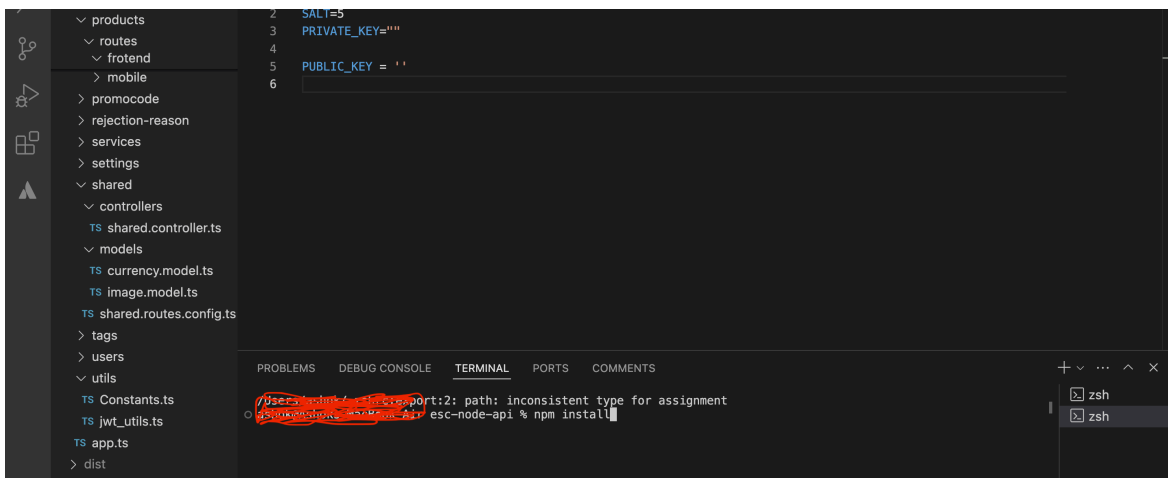 products
routes
frotend
mobile
promocode
rejection-reason
services
settings
shared
controllers
TS shared.controller.ts
models
TS currency.model.ts
TS image.model.ts
TS shared.routes.config.ts
tags
users
utils
TS Constants.ts
TS jwt_utils.ts
TS app.ts
dist
2 SALT=5
3 PRIVATE_KEY=""
4
5 PUBLIC_KEY = ''
6
PROBLEMS DEBUG CONSOLE TERMINAL PORTS COMMENTS
export:2: path: inconsistent type for assignment
esc-node-api % npm install
zsh
zsh